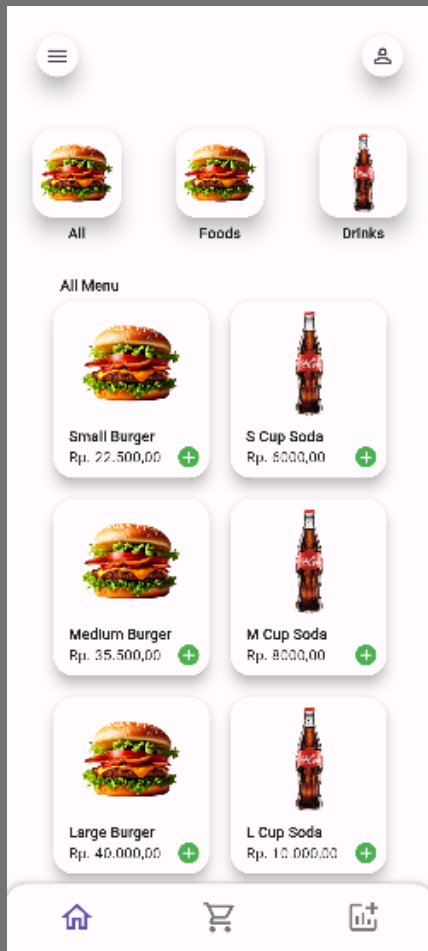 All
Foods
Drinks
All Menu
Small Burger
Rp. 22.500,00
S Cup Soda
Rp. 6000,00
Medium Burger
Rp. 35.500,00
M Cup Soda
Rp. 8000,00
Large Burger
Rp. 40.000,00
L Cup Soda
Rp. 10.000,00